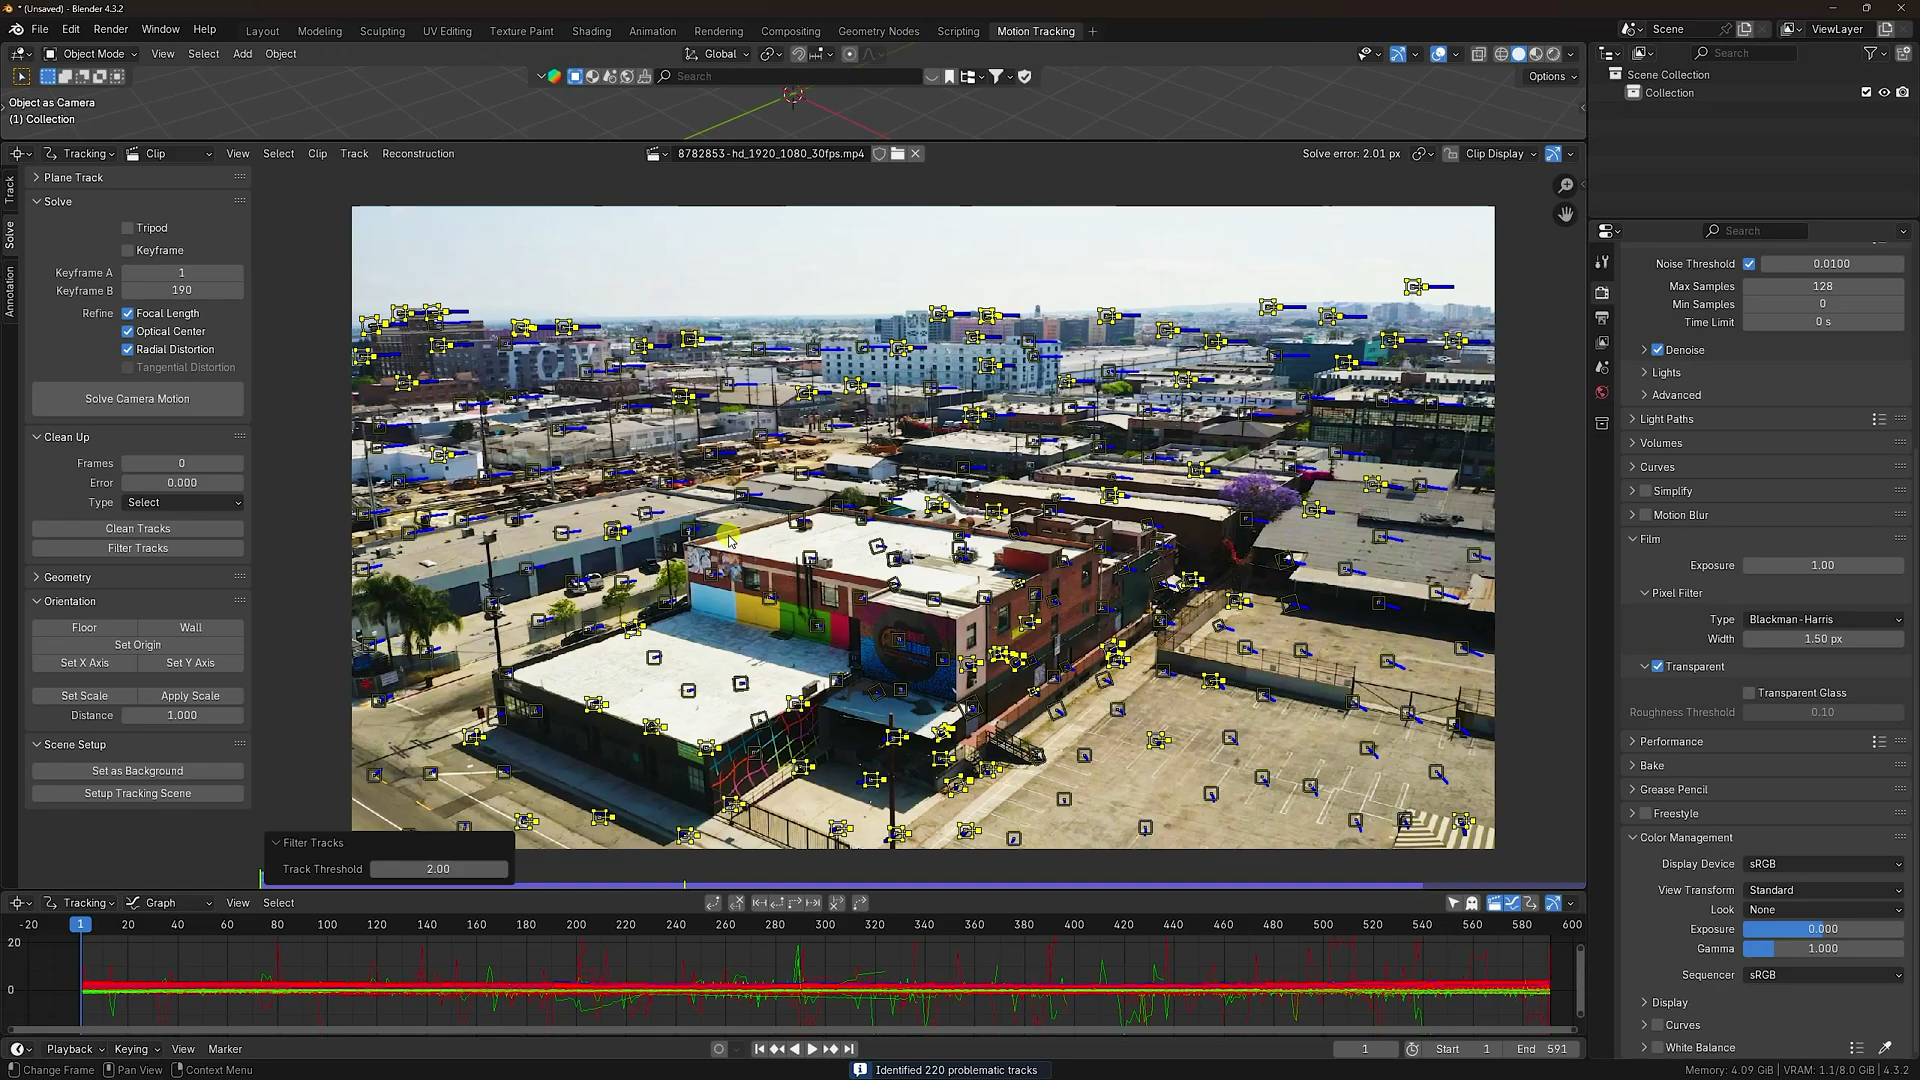 * (Unsaved) - Blender 4.3.2
File Edit Render Window Help
Layout Modeling Sculpting UV Editing Texture Paint Shading Animation Rendering Compositing Geometry Nodes Scripting Motion Tracking +
Scene
ViewLayer
Object Mode View Select Add Object
Global
Search
Search
Options
Scene Collection
Collection
Object as Camera
(1) Collection
Tracking Clip View Select Clip Track Reconstruction
8782853-hd_1920_1080_30fps.mp4
Solve error: 2.01 px
Clip Display
Track
Solve
Annotation
Plane Track
Solve
Tripod
Keyframe
Keyframe A 1
Keyframe B 190
Refine Focal Length
Optical Center
Radial Distortion
Tangential Distortion
Solve Camera Motion
Clean Up
Frames 0
Error 0.000
Type Select
Clean Tracks
Filter Tracks
Geometry
Orientation
Floor Wall
Set Origin
Set X Axis Set Y Axis
Set Scale Apply Scale
Distance 1.000
Scene Setup
Set as Background
Setup Tracking Scene
TOY
Filter Tracks
Track Threshold 2.00
Search
Noise Threshold 0.0100
Max Samples 128
Min Samples 0
Time Limit 0 s
Denoise
Lights
Advanced
Light Paths
Volumes
Curves
Simplify
Motion Blur
Film
Exposure 1.00
Pixel Filter
Type Blackman-Harris
Width 1.50 px
Transparent
Transparent Glass
Roughness Threshold 0.10
Performance
Bake
Grease Pencil
Freestyle
Color Management
Display Device sRGB
View Transform Standard
Look None
Exposure 0.000
Gamma 1.000
Sequencer sRGB
Display
Curves
White Balance
Tracking Graph View Select
-20 1 20 40 60 80 100 120 140 160 180 200 220 240 260 280 300 320 340 360 380 400 420 440 460 480 500 520 540 560 580 600
20
0
Playback Keying View Marker
1 Start 1 End 591
Change Frame Pan View Context Menu
Identified 220 problematic tracks
Memory: 4.09 GiB | VRAM: 1.1/8.0 GiB | 4.3.2